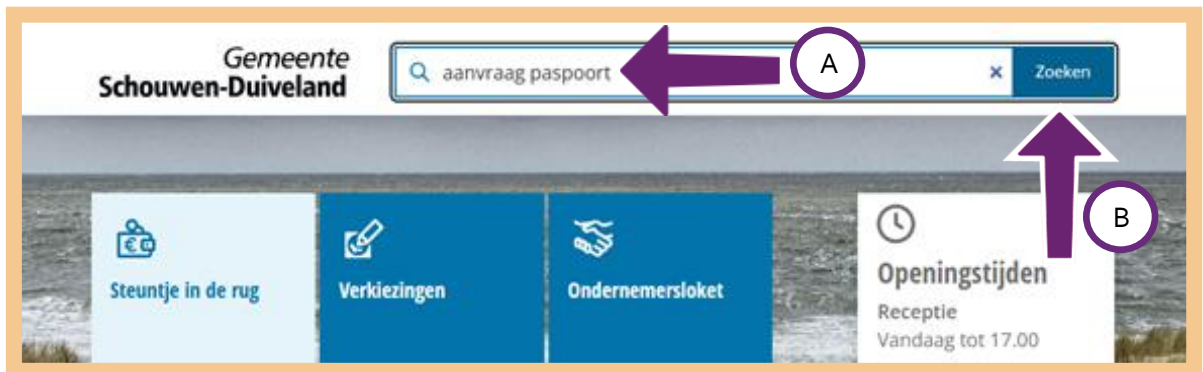 Gemeente
Schouwen-Duiveland
aanvraag paspoort
A
Zoeken
B
Steuntje in de rug
Verkiezingen
Ondernemersloket
Openingstijden
Receptie
Vandaag tot 17.00